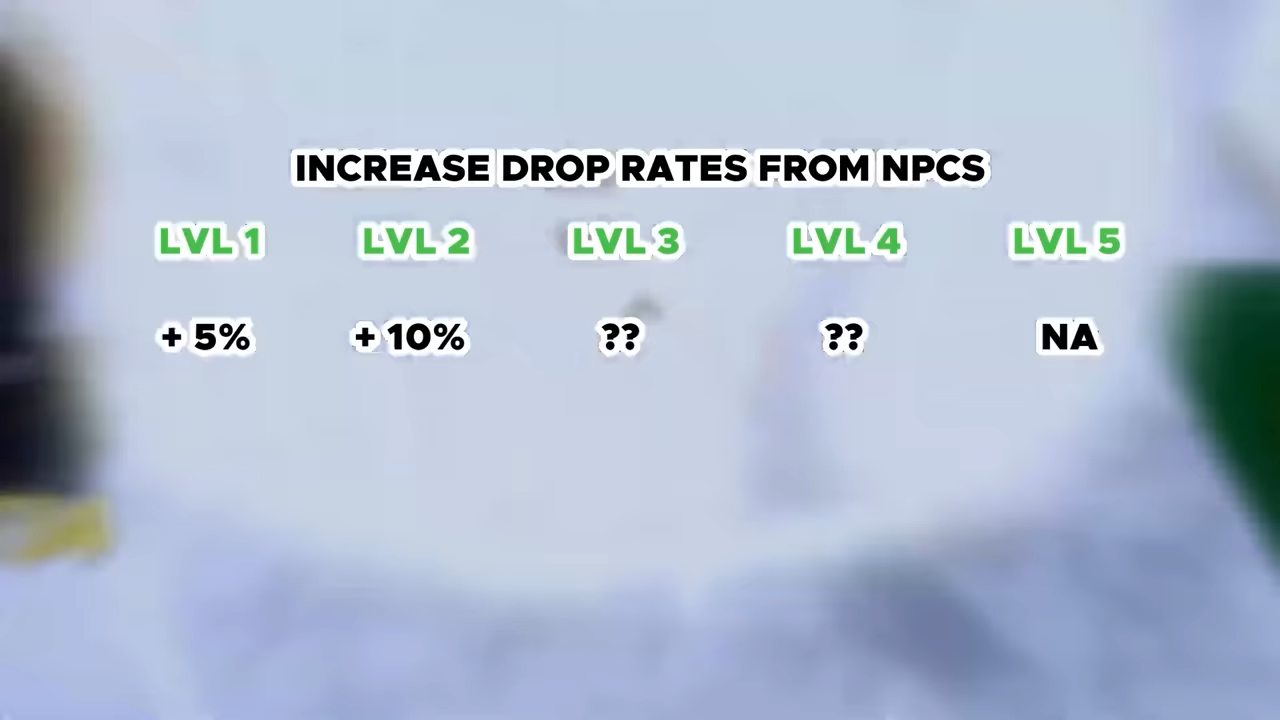 INCREASE DROP RATES FROM NPCS
LVL 1 LVL 2 LVL 3 LVL 4 LVL 5
+ 5% + 10% ?? ?? NA